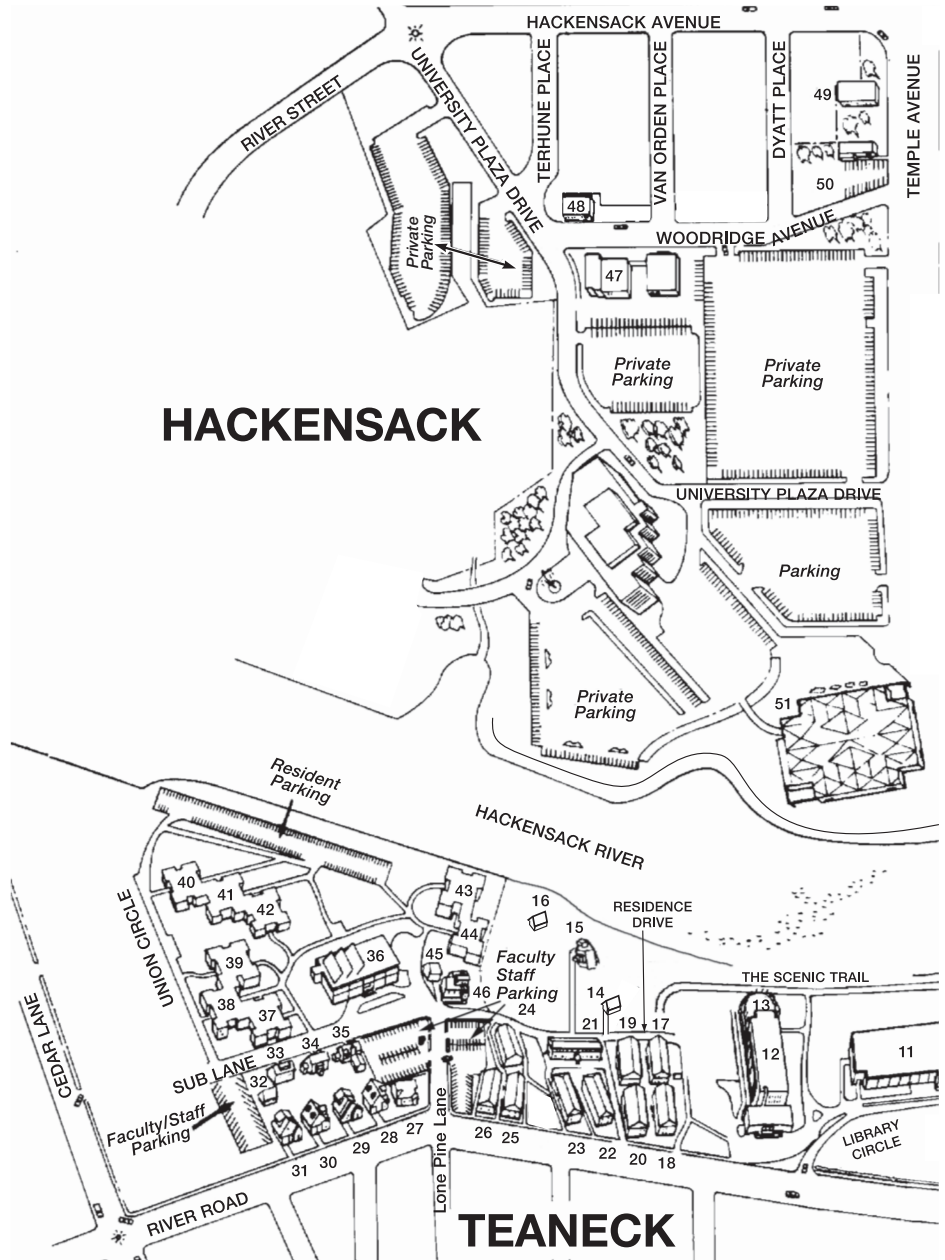 HACKENSACK AVENUE
RIVER STREET
UNIVERSITY PLAZA DRIVE
TERHUNE PLACE
VAN ORDEN PLACE
DYATT PLACE
TEMPLE AVENUE
49
50
48
WOODRIDGE AVENUE
Private
Parking
47
Private
Parking
Private
Parking
HACKENSACK
UNIVERSITY PLAZA DRIVE
Parking
51
Private
Parking
Resident
Parking
HACKENSACK RIVER
40
41
42
43
44
16
15
RESIDENCE
DRIVE
UNION CIRCLE
39
36
45
46
Faculty
Staff
Parking
24
14
THE SCENIC TRAIL
13
38
37
35
34
33
32
21
19
17
12
11
CEDAR LANE
SUB LANE
Faculty/Staff
Parking
31
30
29
28
27
Lone Pine Lane
26
25
23
22
20
18
LIBRARY
CIRCLE
RIVER ROAD
TEANECK